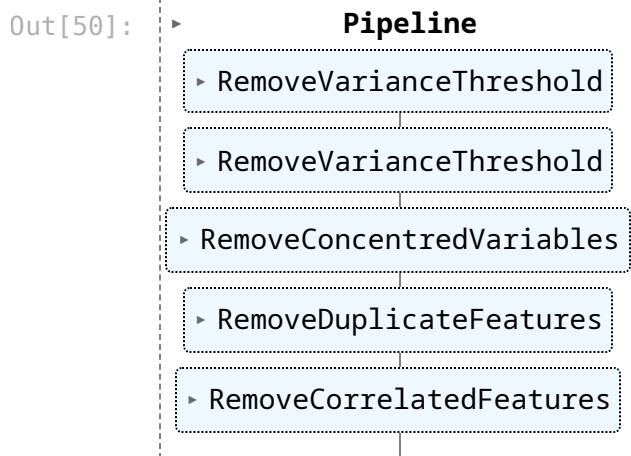 Out[50]:
Pipeline
RemoveVarianceThreshold
RemoveVarianceThreshold
RemoveConcentredVariables
RemoveDuplicateFeatures
RemoveCorrelatedFeatures